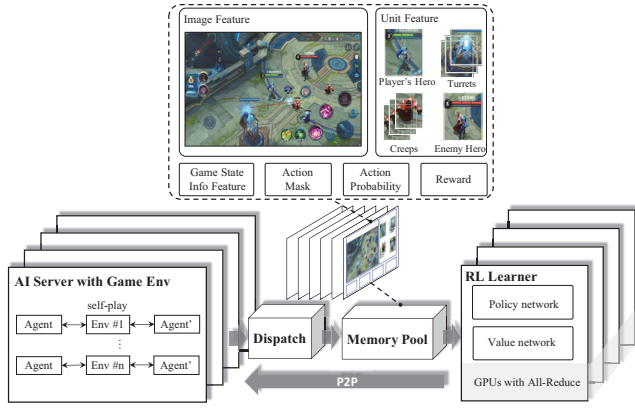 Image Feature
Unit Feature
Player's Hero
Turrets
Creeps
Enemy Hero
Game State
Info Feature
Action
Mask
Action
Probability
Reward
AI Server with Game Env
self-play
Agent
Env #1
Agent'
⋮
Agent
Env #n
Agent'
Dispatch
Memory Pool
RL Learner
Policy network
Value network
GPUs with All-Reduce
P2P